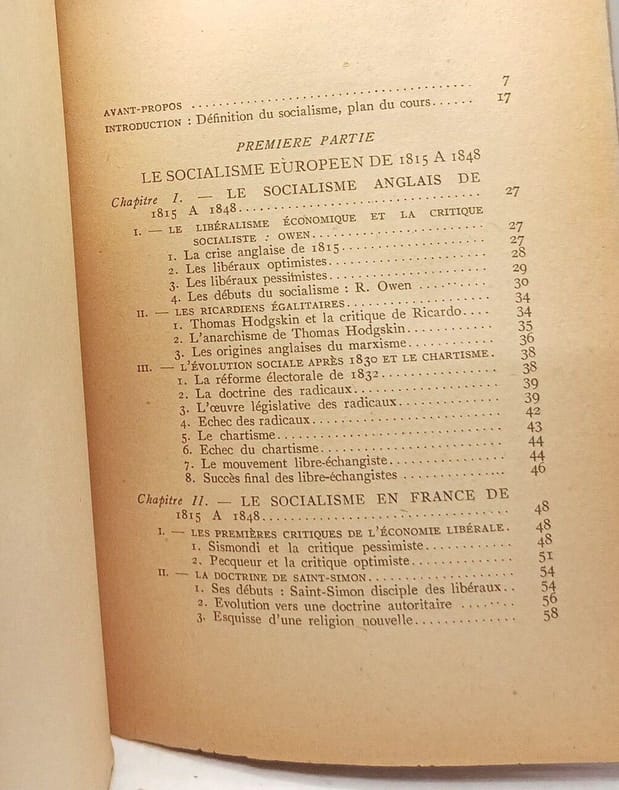 AVANT-PROPOS ........................................ 7
INTRODUCTION : Définition du socialisme, plan du cours...... 17
PREMIERE PARTIE
LE SOCIALISME EUROPEEN DE 1815 A 1848
Chapitre I. — LE SOCIALISME ANGLAIS DE
1815 A 1848.................................. 27
I. — LE LIBÉRALISME ÉCONOMIQUE ET LA CRITIQUE
SOCIALISTE : OWEN........................ 27
1. La crise anglaise de 1815.................... 27
2. Les libéraux optimistes...................... 28
3. Les libéraux pessimistes..................... 29
4. Les débuts du socialisme : R. Owen .......... 30
II. — LES RICARDIENS ÉGALITAIRES.................. 34
1. Thomas Hodgskin et la critique de Ricardo.... 34
2. L'anarchisme de Thomas Hodgskin............ 35
3. Les origines anglaises du marxisme........... 36
III. — L'ÉVOLUTION SOCIALE APRÈS 1830 ET LE CHARTISME. 38
1. La réforme électorale de 1832................ 38
2. La doctrine des radicaux.................... 39
3. L'œuvre législative des radicaux............. 39
4. Echec des radicaux......................... 42
5. Le chartisme............................... 43
6. Echec du chartisme......................... 44
7. Le mouvement libre-échangiste............... 44
8. Succès final des libre-échangistes .............. 46
Chapitre II. — LE SOCIALISME EN FRANCE DE
1815 A 1848.................................. 48
I. — LES PREMIÈRES CRITIQUES DE L'ÉCONOMIE LIBÉRALE. 48
1. Sismondi et la critique pessimiste............ 48
2. Pecqueur et la critique optimiste.............. 51
II. — LA DOCTRINE DE SAINT-SIMON.................. 54
1. Ses débuts : Saint-Simon disciple des libéraux.. 54
2. Evolution vers une doctrine autoritaire ....... 56
3. Esquisse d'une religion nouvelle.............. 58